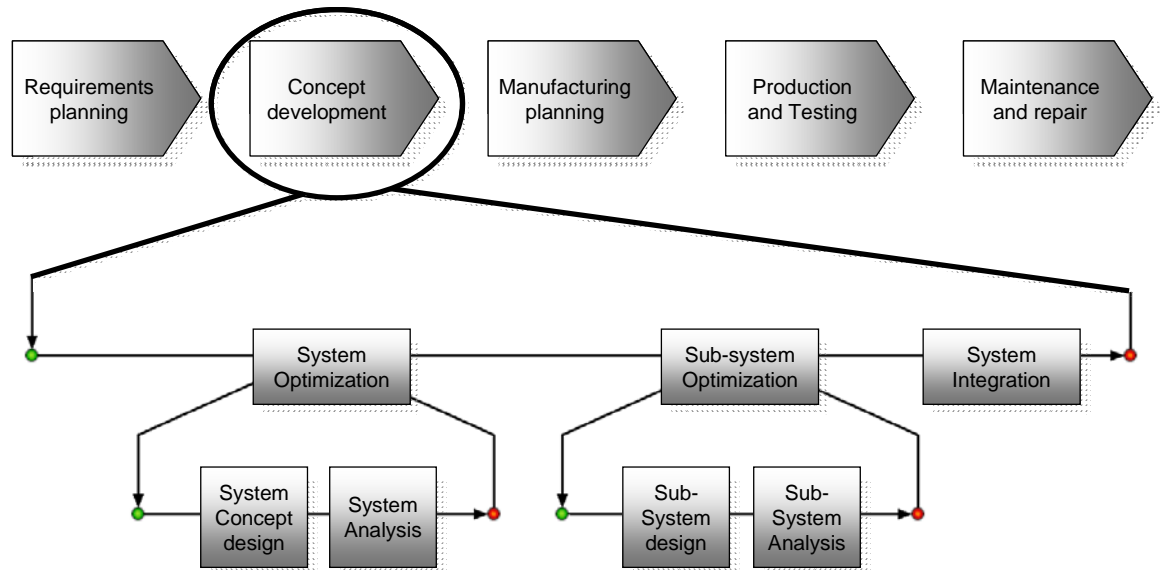 Requirements
planning
Concept
development
Manufacturing
planning
Production
and Testing
Maintenance
and repair
System
Optimization
Sub-system
Optimization
System
Integration
System
Concept
design
System
Analysis
Sub-
System
design
Sub-
System
Analysis